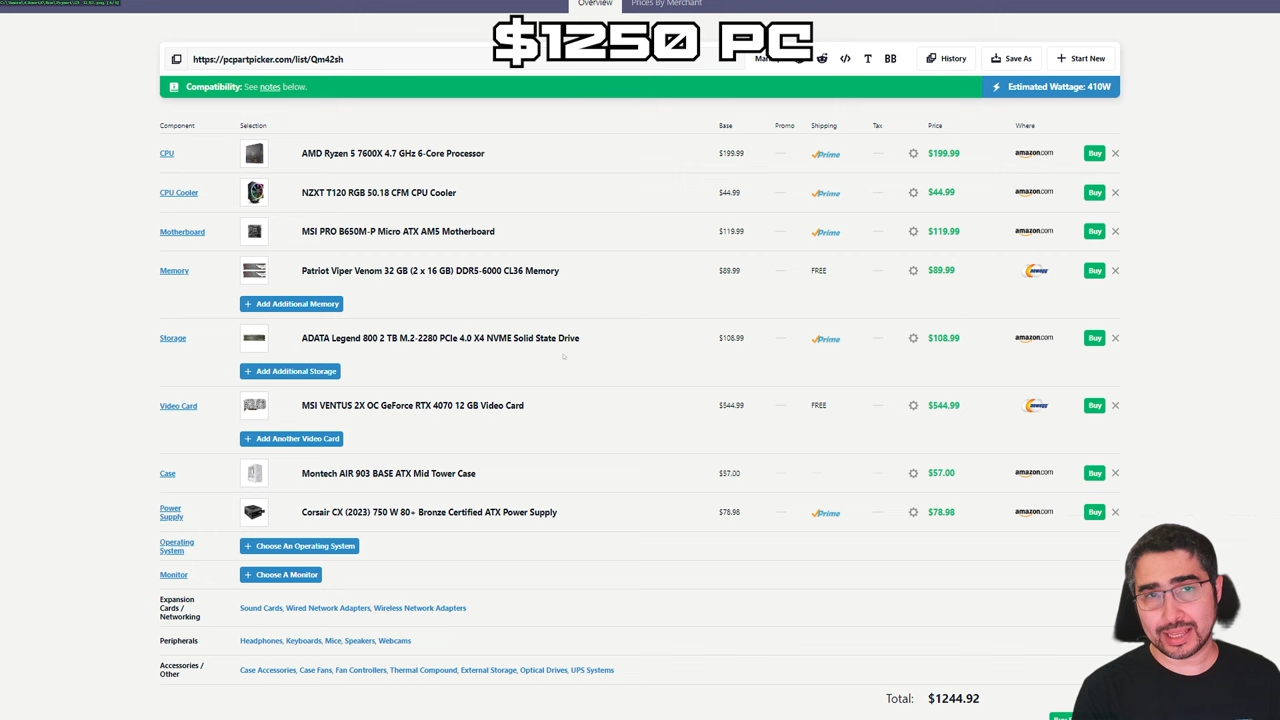 Overview
Prices By Merchant
$1250 PC
https://pcpartpicker.com/list/Qm42sh
T
BB
History
Save As
Start New
Compatibility: See notes below.
Estimated Wattage: 410W
Component Selection Base Promo Shipping Tax Price Where
CPU AMD Ryzen 5 7600X 4.7 GHz 6-Core Processor $199.99 — Prime — $199.99 amazon.com Buy
CPU Cooler NZXT T120 RGB 50.18 CFM CPU Cooler $44.99 — Prime — $44.99 amazon.com Buy
Motherboard MSI PRO B650M-P Micro ATX AM5 Motherboard $119.99 — Prime — $119.99 amazon.com Buy
Memory Patriot Viper Venom 32 GB (2 x 16 GB) DDR5-6000 CL36 Memory $89.99 — FREE — $89.99 newegg Buy
+ Add Additional Memory
Storage ADATA Legend 800 2 TB M.2-2280 PCIe 4.0 X4 NVME Solid State Drive $108.99 — Prime — $108.99 amazon.com Buy
+ Add Additional Storage
Video Card MSI VENTUS 2X OC GeForce RTX 4070 12 GB Video Card $544.99 — FREE — $544.99 newegg Buy
+ Add Another Video Card
Case Montech AIR 903 BASE ATX Mid Tower Case $57.00 — — — $57.00 amazon.com Buy
Power Supply Corsair CX (2023) 750 W 80+ Bronze Certified ATX Power Supply $78.98 — Prime — $78.98 amazon.com Buy
Operating System + Choose An Operating System
Monitor + Choose A Monitor
Expansion Cards / Networking Sound Cards, Wired Network Adapters, Wireless Network Adapters
Peripherals Headphones, Keyboards, Mice, Speakers, Webcams
Accessories / Other Case Accessories, Case Fans, Fan Controllers, Thermal Compound, External Storage, Optical Drives, UPS Systems
Total: $1244.92